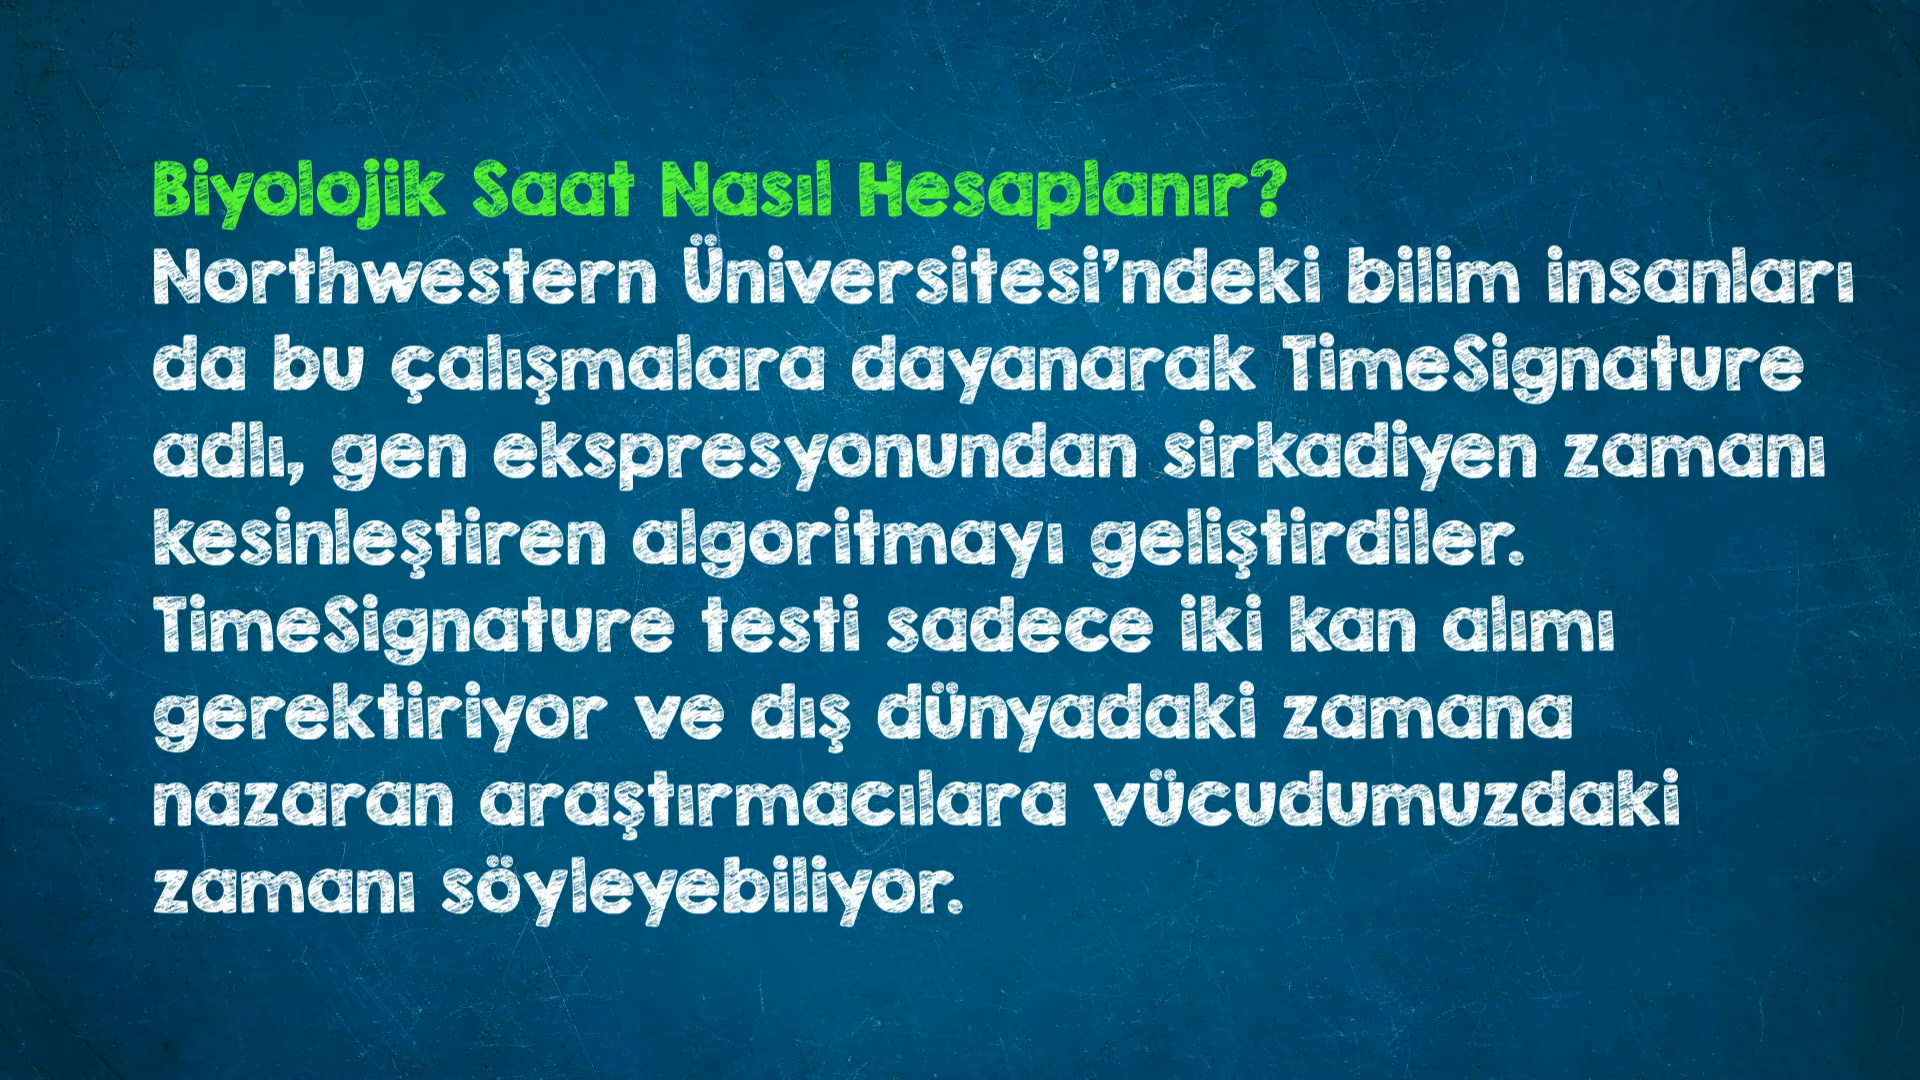 Biyolojik Saat Nasıl Hesaplanır?
Northwestern Üniversitesi'ndeki bilim insanları
da bu çalışmalara dayanarak TimeSignature
adlı, gen ekspresyonundan sirkadiyen zamanı
kesinleştiren algoritmayı geliştirdiler.
TimeSignature testi sadece iki kan alımı
gerektiriyor ve dış dünyadaki zamana
nazaran araştırmacılara vücudumuzdaki
zamanı söyleyebiliyor.